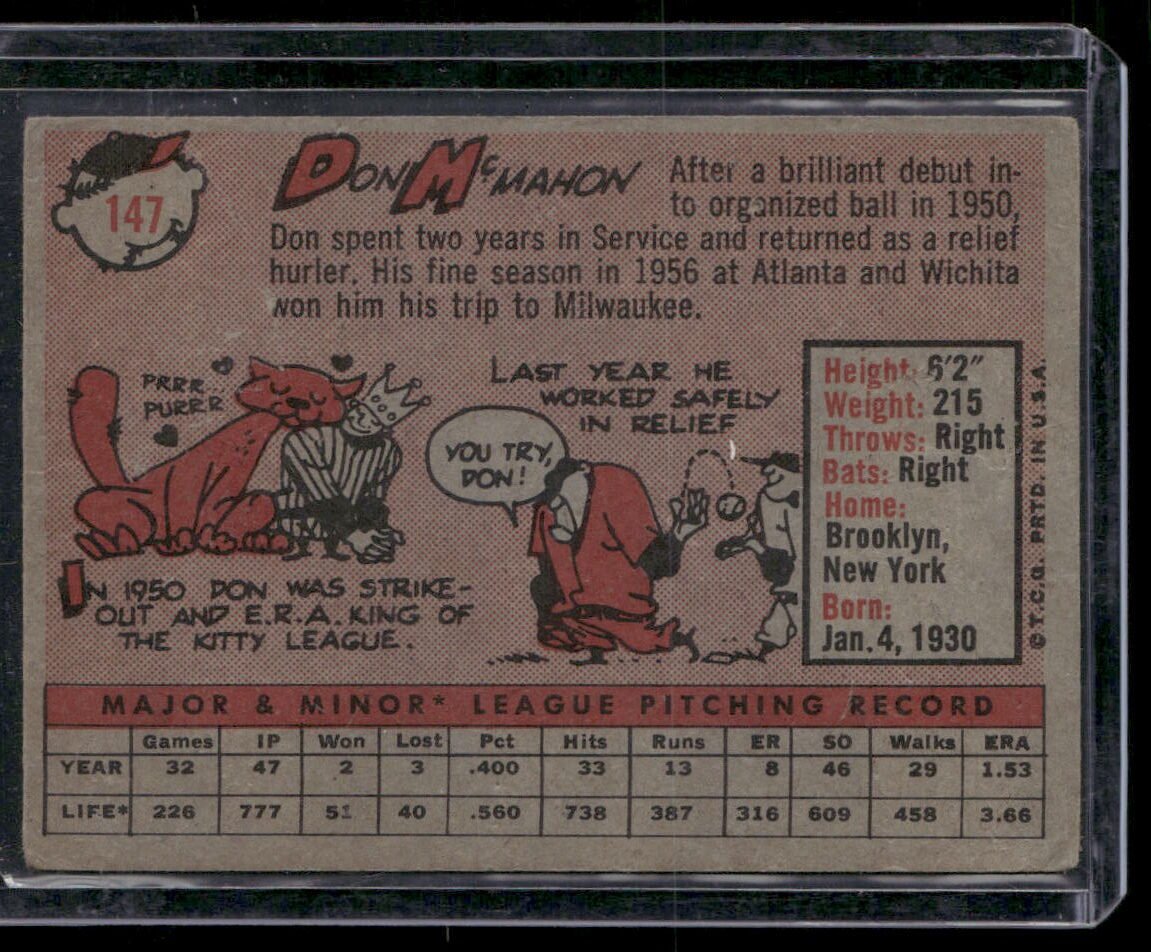 147
DON McMAHON
After a brilliant debut in-
to organized ball in 1950,
Don spent two years in Service and returned as a relief
hurler. His fine season in 1956 at Atlanta and Wichita
won him his trip to Milwaukee.
PRRR..
PURRR
IN 1950 DON WAS STRIKE-
OUT AND E.R.A. KING OF
THE KITTY LEAGUE.
LAST YEAR HE
WORKED SAFELY
IN RELIEF
YOU TRY,
DON!
Height: 6'2"
Weight: 215
Throws: Right
Bats: Right
Home:
Brooklyn,
New York
Born:
Jan. 4, 1930
©T.C.G. PRTD. IN U.S.A.
MAJOR & MINOR* LEAGUE PITCHING RECORD
Games IP Won Lost Pct Hits Runs ER SO Walks ERA
YEAR 32 47 2 3 .400 33 13 8 46 29 1.53
LIFE* 226 777 51 40 .560 738 387 316 609 458 3.66